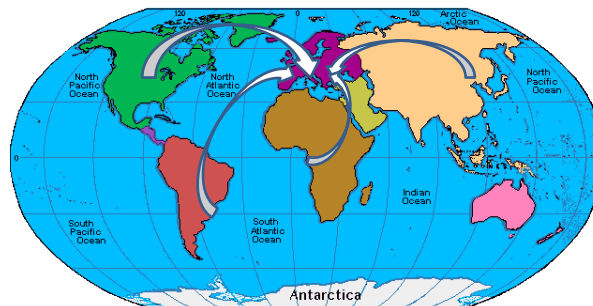 120
0
120
Arctic
Ocean
North
Pacific
Ocean
North
Atlantic
Ocean
North
Pacific
Ocean
0
Indian
Ocean
South
Pacific
Ocean
South
Atlantic
Ocean
Antarctica